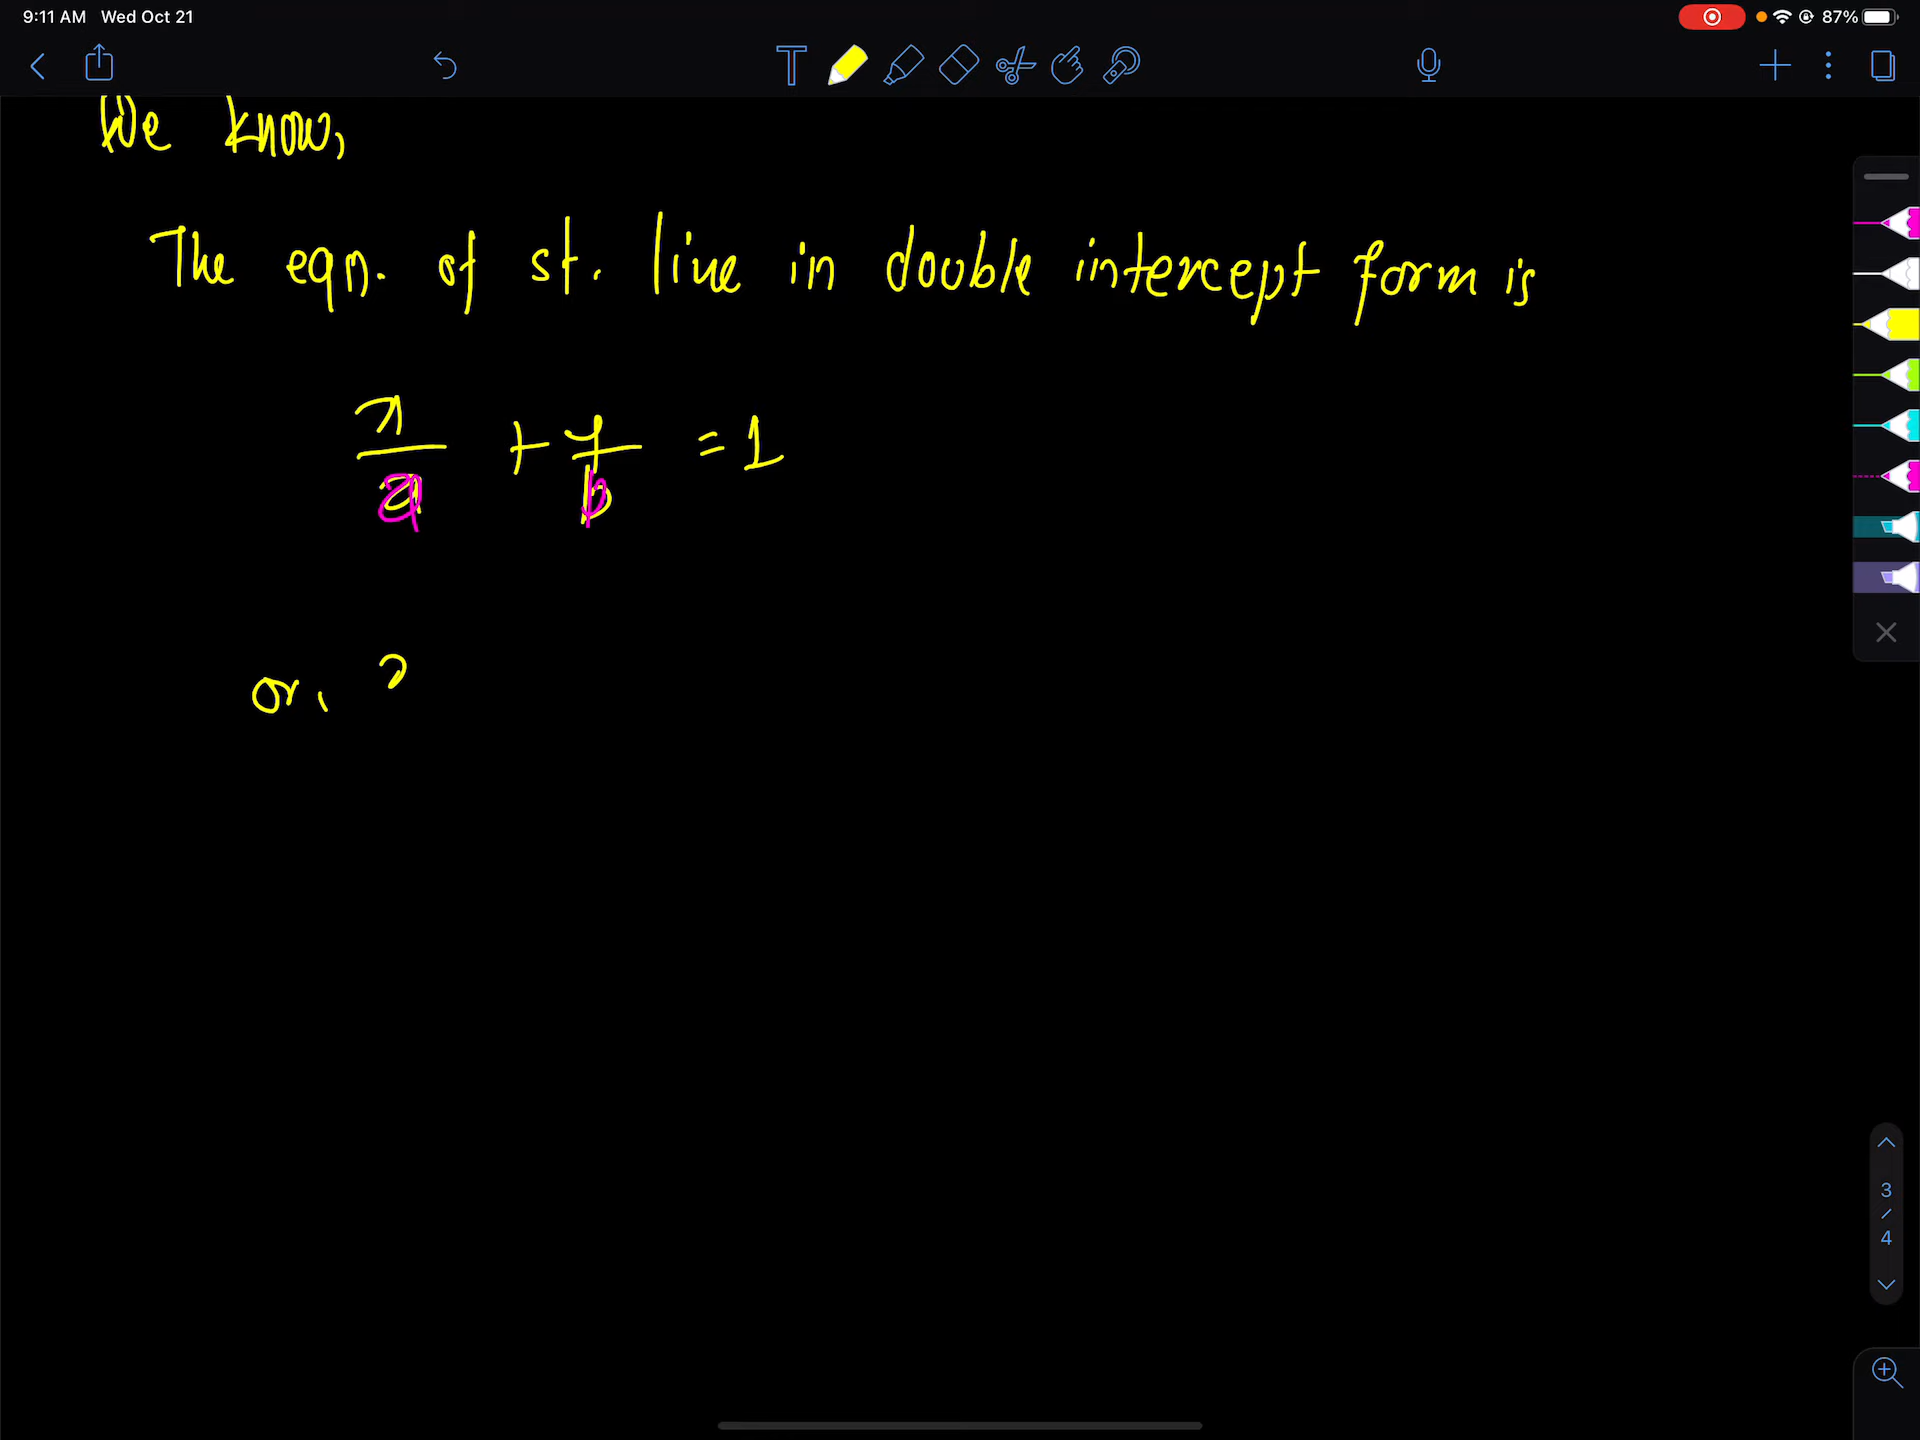 9:11 AM Wed Oct 21 87%
We know,
The eqn. of st. line in double intercept form is
x/a + y/b = 1
or,
3
/
4